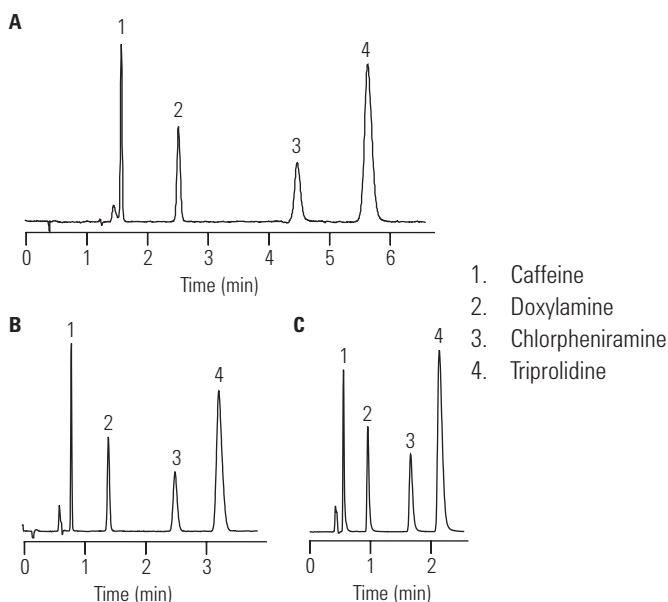 A
1
2
3
4
0 1 2 3 4 5 6
Time (min)
1. Caffeine
2. Doxylamine
3. Chlorpheniramine
4. Triprolidine
B
1
2
3
4
0 1 2 3
Time (min)
C
1
2
3
4
0 1 2
Time (min)